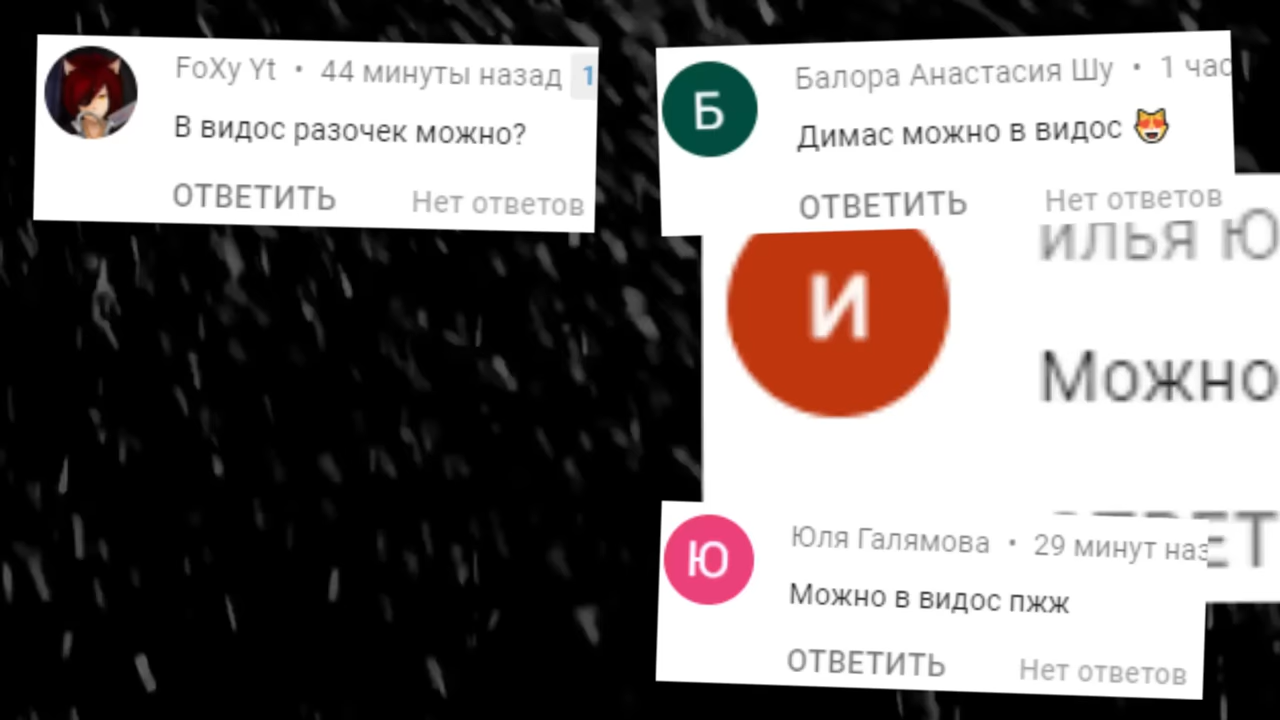 FoXy Yt • 44 минуты назад 1
В видос разочек можно?
ОТВЕТИТЬ Нет ответов
Б
Балора Анастасия Шу • 1 час
Димас можно в видос 😻
ОТВЕТИТЬ Нет ответов
И
илья Ю
Можно
Ю
Юля Галямова • 29 минут наз
Можно в видос пжж
ОТВЕТИТЬ Нет ответов